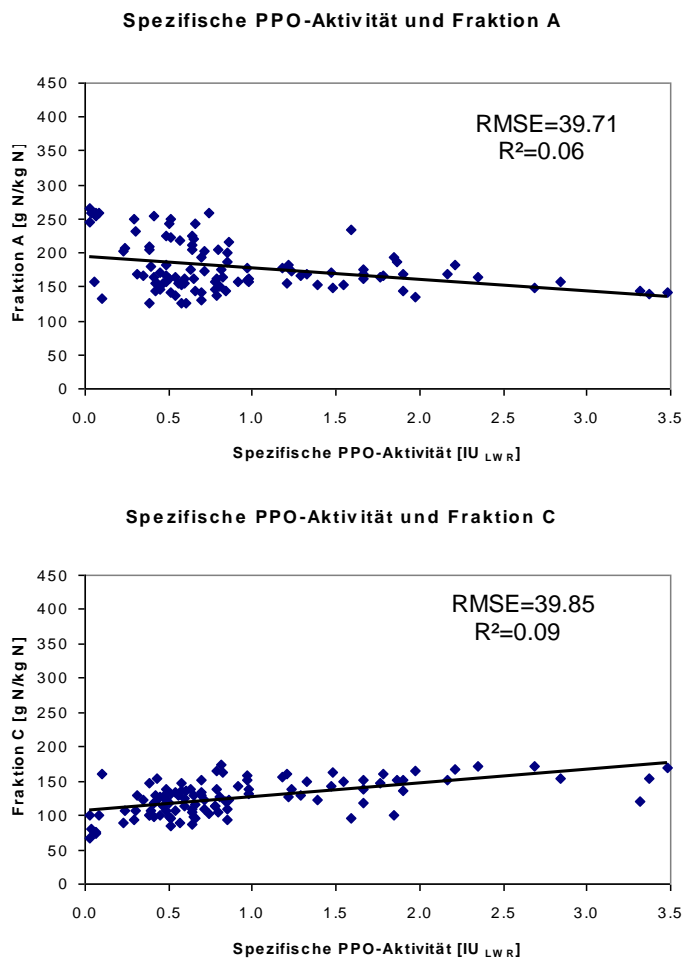 Spezifische PPO-Aktivität und Fraktion A
450
400
350
300
250
200
150
100
50
0
Fraktion A [g N/kg N]
RMSE=39.71
R²=0.06
0.0 0.5 1.0 1.5 2.0 2.5 3.0 3.5
Spezifische PPO-Aktivität [IU LWR]
Spezifische PPO-Aktivität und Fraktion C
450
400
350
300
250
200
150
100
50
0
Fraktion C [g N/kg N]
RMSE=39.85
R²=0.09
0.0 0.5 1.0 1.5 2.0 2.5 3.0 3.5
Spezifische PPO-Aktivität [IU LWR]